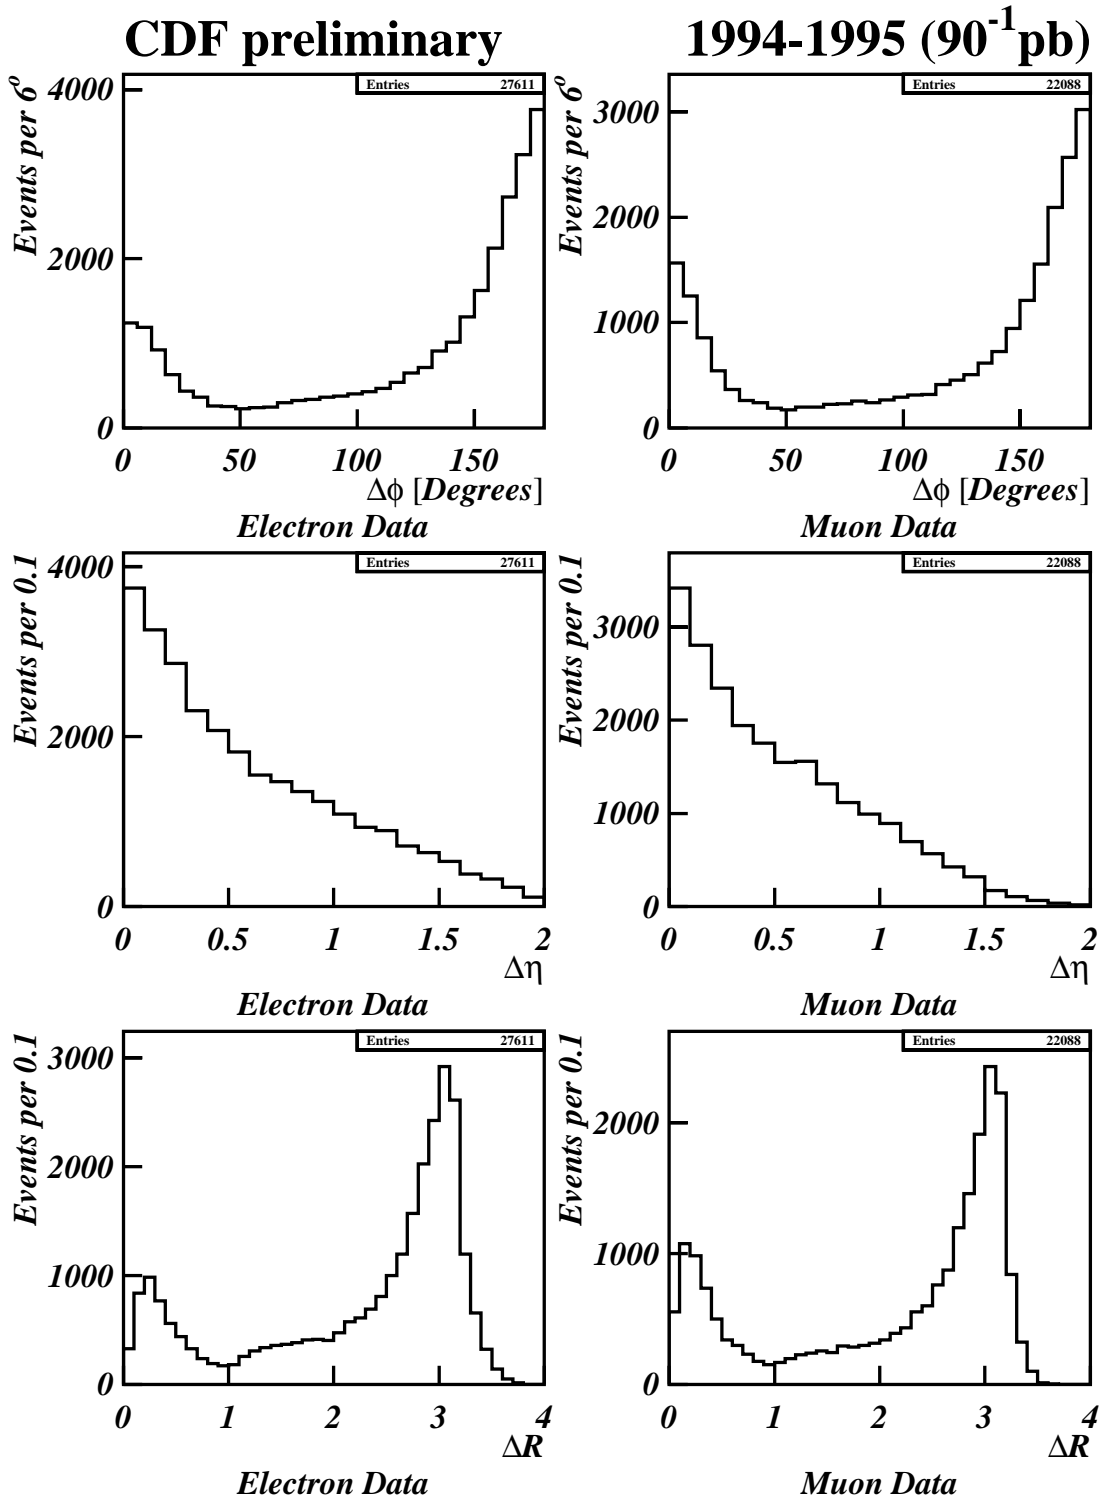 CDF preliminary 1994-1995 (90⁻¹pb)
Events per 6°
Entries 27611
4000
2000
0
0 50 100 150
Δϕ [Degrees]
Electron Data
Events per 6°
Entries 22088
3000
2000
1000
0
0 50 100 150
Δϕ [Degrees]
Muon Data
Events per 0.1
Entries 27611
4000
2000
0
0 0.5 1 1.5 2
Δη
Electron Data
Events per 0.1
Entries 22088
3000
2000
1000
0
0 0.5 1 1.5 2
Δη
Muon Data
Events per 0.1
Entries 27611
3000
2000
1000
0
0 1 2 3 4
ΔR
Electron Data
Events per 0.1
Entries 22088
2000
1000
0
0 1 2 3 4
ΔR
Muon Data